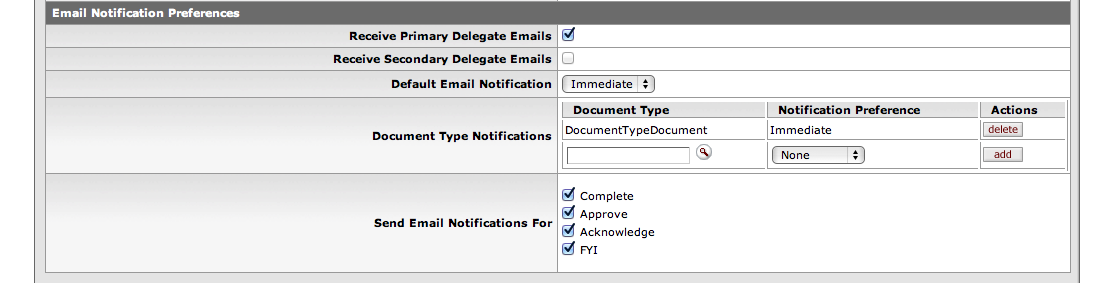 Email Notification Preferences
Receive Primary Delegate Emails
Receive Secondary Delegate Emails
Default Email Notification Immediate
Document Type Notification Preference Actions
Document Type Notifications
DocumentTypeDocument Immediate delete
None add
Send Email Notifications For
Complete
Approve
Acknowledge
FYI